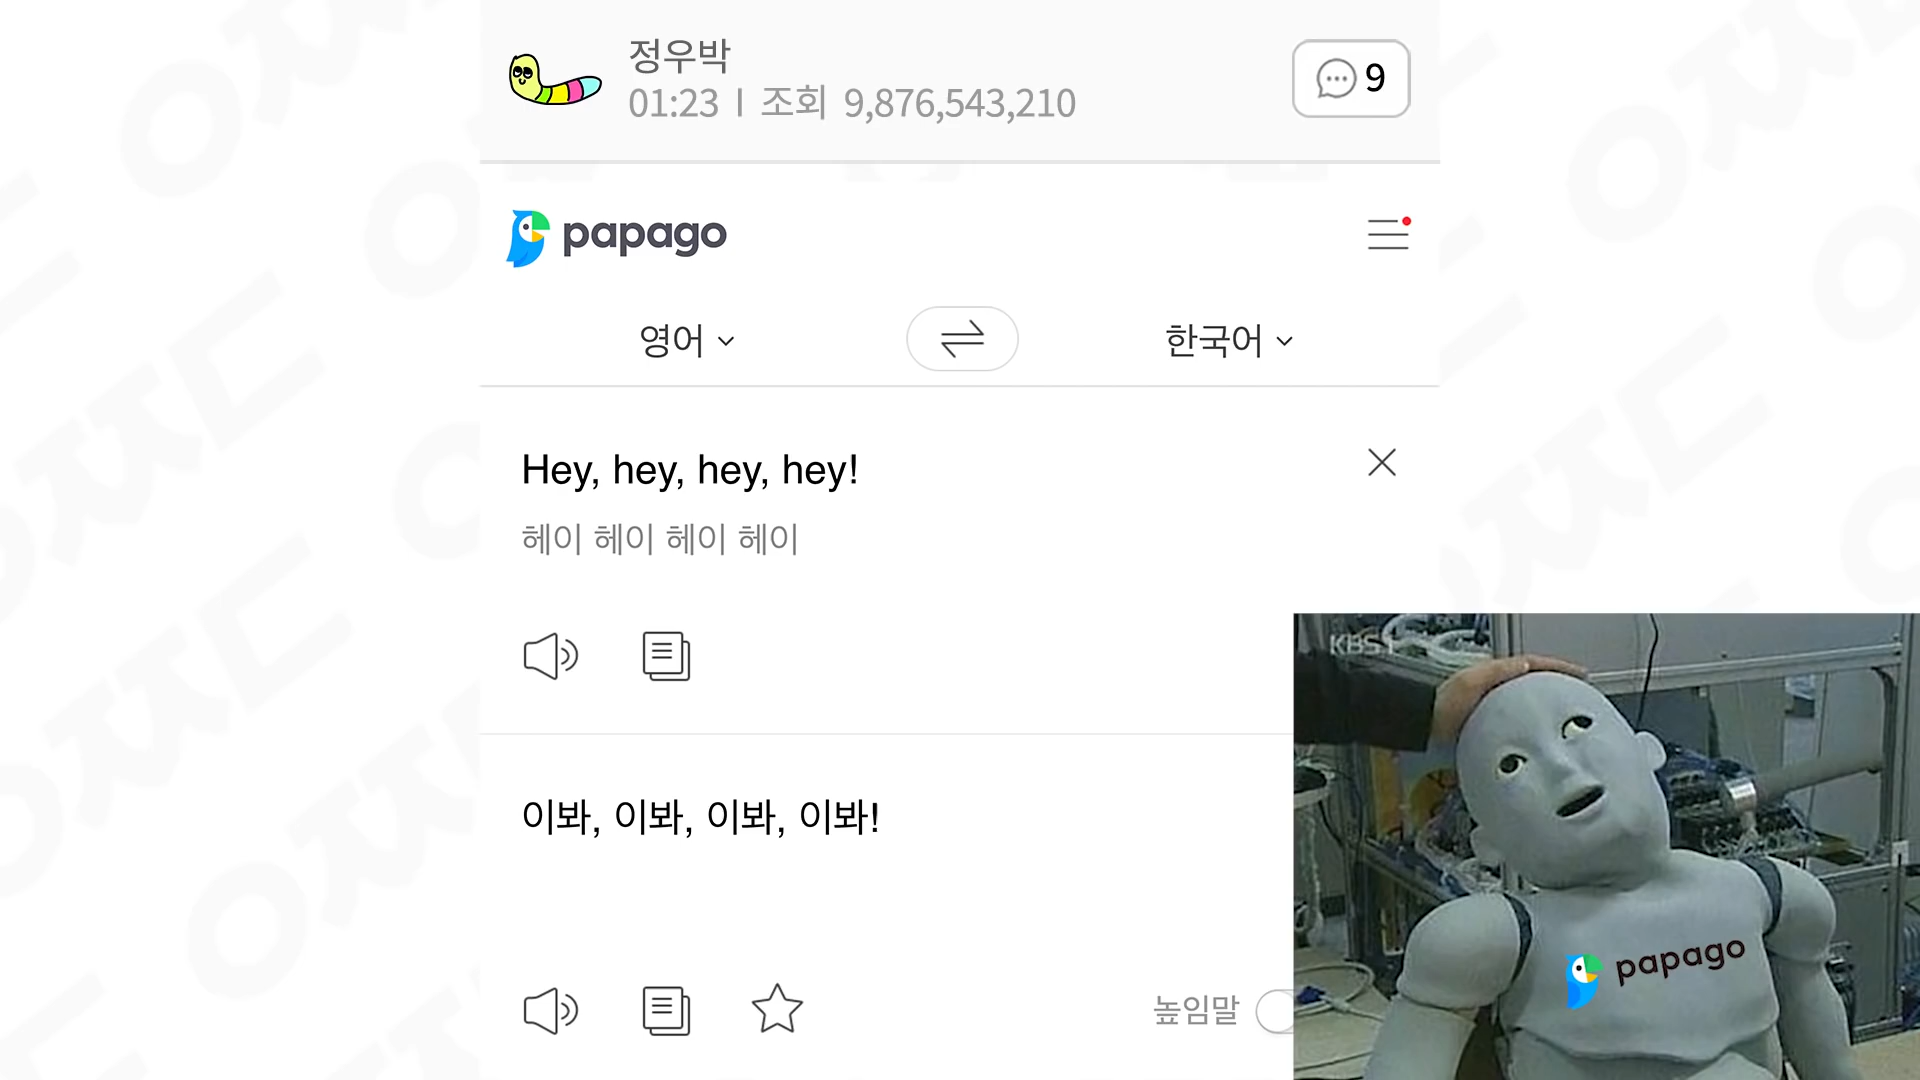 정우박
01:23 | 조회 9,876,543,210
9
papago
영어
한국어
Hey, hey, hey, hey!
헤이 헤이 헤이 헤이
이봐, 이봐, 이봐, 이봐!
높임말
KBS1
papago